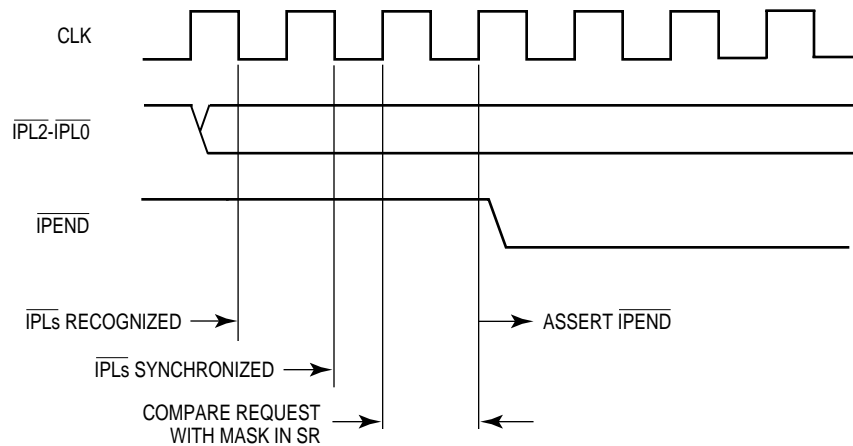 CLK
IPL2-IPL0
IPEND
IPLs RECOGNIZED
ASSERT IPEND
IPLs SYNCHRONIZED
COMPARE REQUEST
WITH MASK IN SR